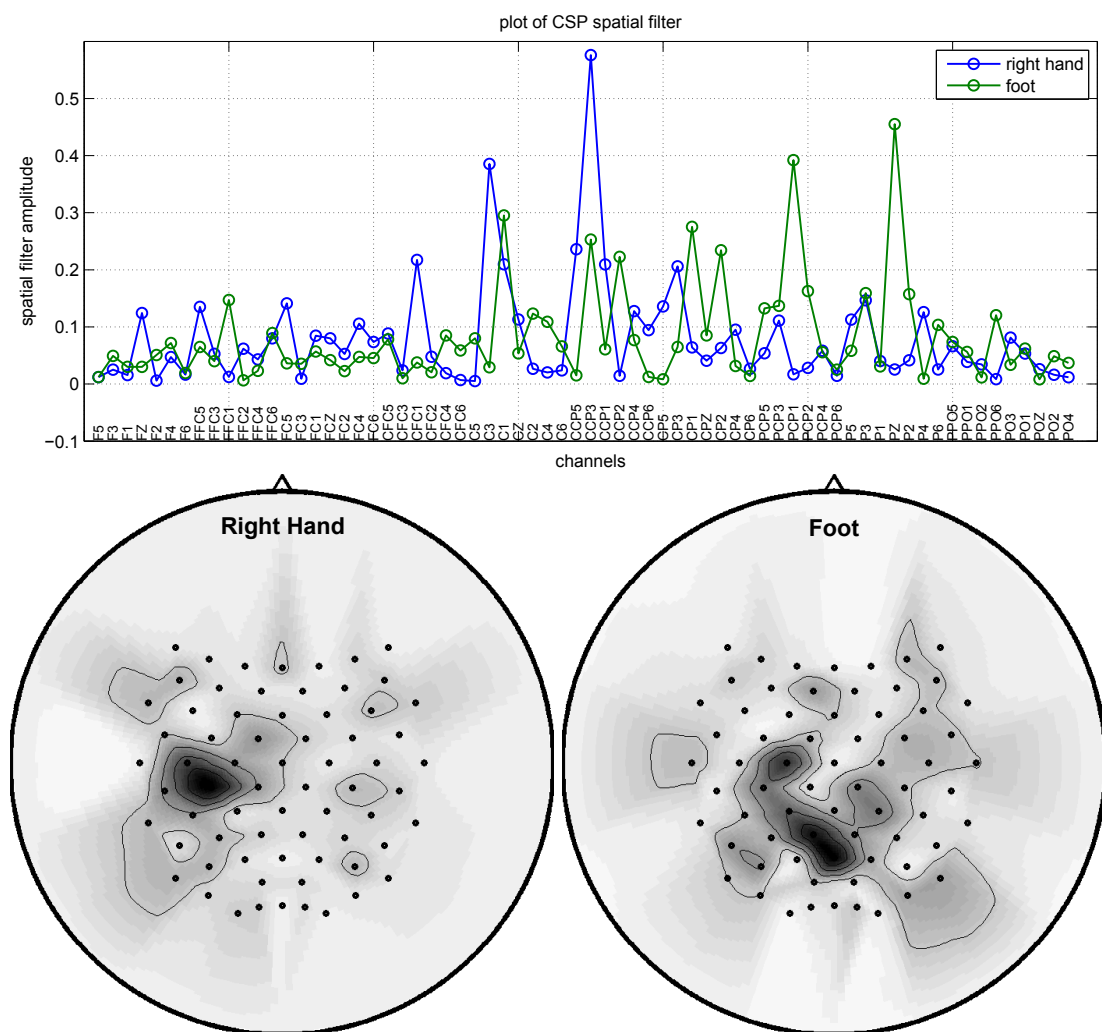 plot of CSP spatial filter
right hand
foot
spatial filter amplitude
0.5
0.4
0.3
0.2
0.1
0
−0.1
F5
F3
F1
FZ
F2
F4
F6
FFC5
FFC3
FFC1
FFC2
FFC4
FFC6
FC5
FC3
FC1
FCZ
FC2
FC4
FC6
CFC5
CFC3
CFC1
CFC2
CFC4
CFC6
C5
C3
C1
CZ
C2
C4
C6
CCP5
CCP3
CCP1
CCP2
CCP4
CCP6
CP5
CP3
CP1
CPZ
CP2
CP4
CP6
PCP5
PCP3
PCP1
PCP2
PCP4
PCP6
P5
P3
P1
PZ
P2
P4
P6
PPO5
PPO1
PPO2
PPO6
PO3
PO1
POZ
PO2
PO4
channels
Right Hand
Foot